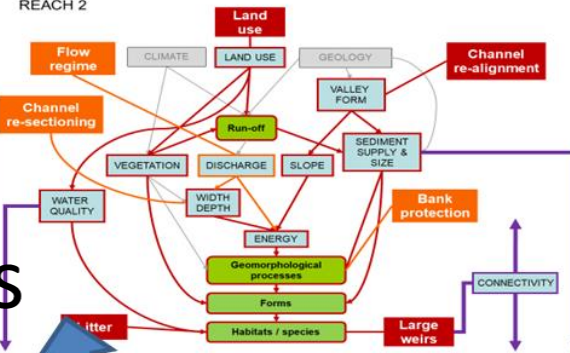 REACH 2
Land
use
Flow
regime
CLIMATE
LAND USE
GEOLOGY
Channel
re-alignment
VALLEY
FORM
Channel
re-sectioning
Run-off
SEDIMENT
SUPPLY &
SIZE
VEGETATION
DISCHARGE
SLOPE
WATER
QUALITY
WIDTH
DEPTH
Bank
protection
ENERGY
Geomorphological
processes
s
CONNECTIVITY
Forms
Litter
Habitats / species
Large
weirs